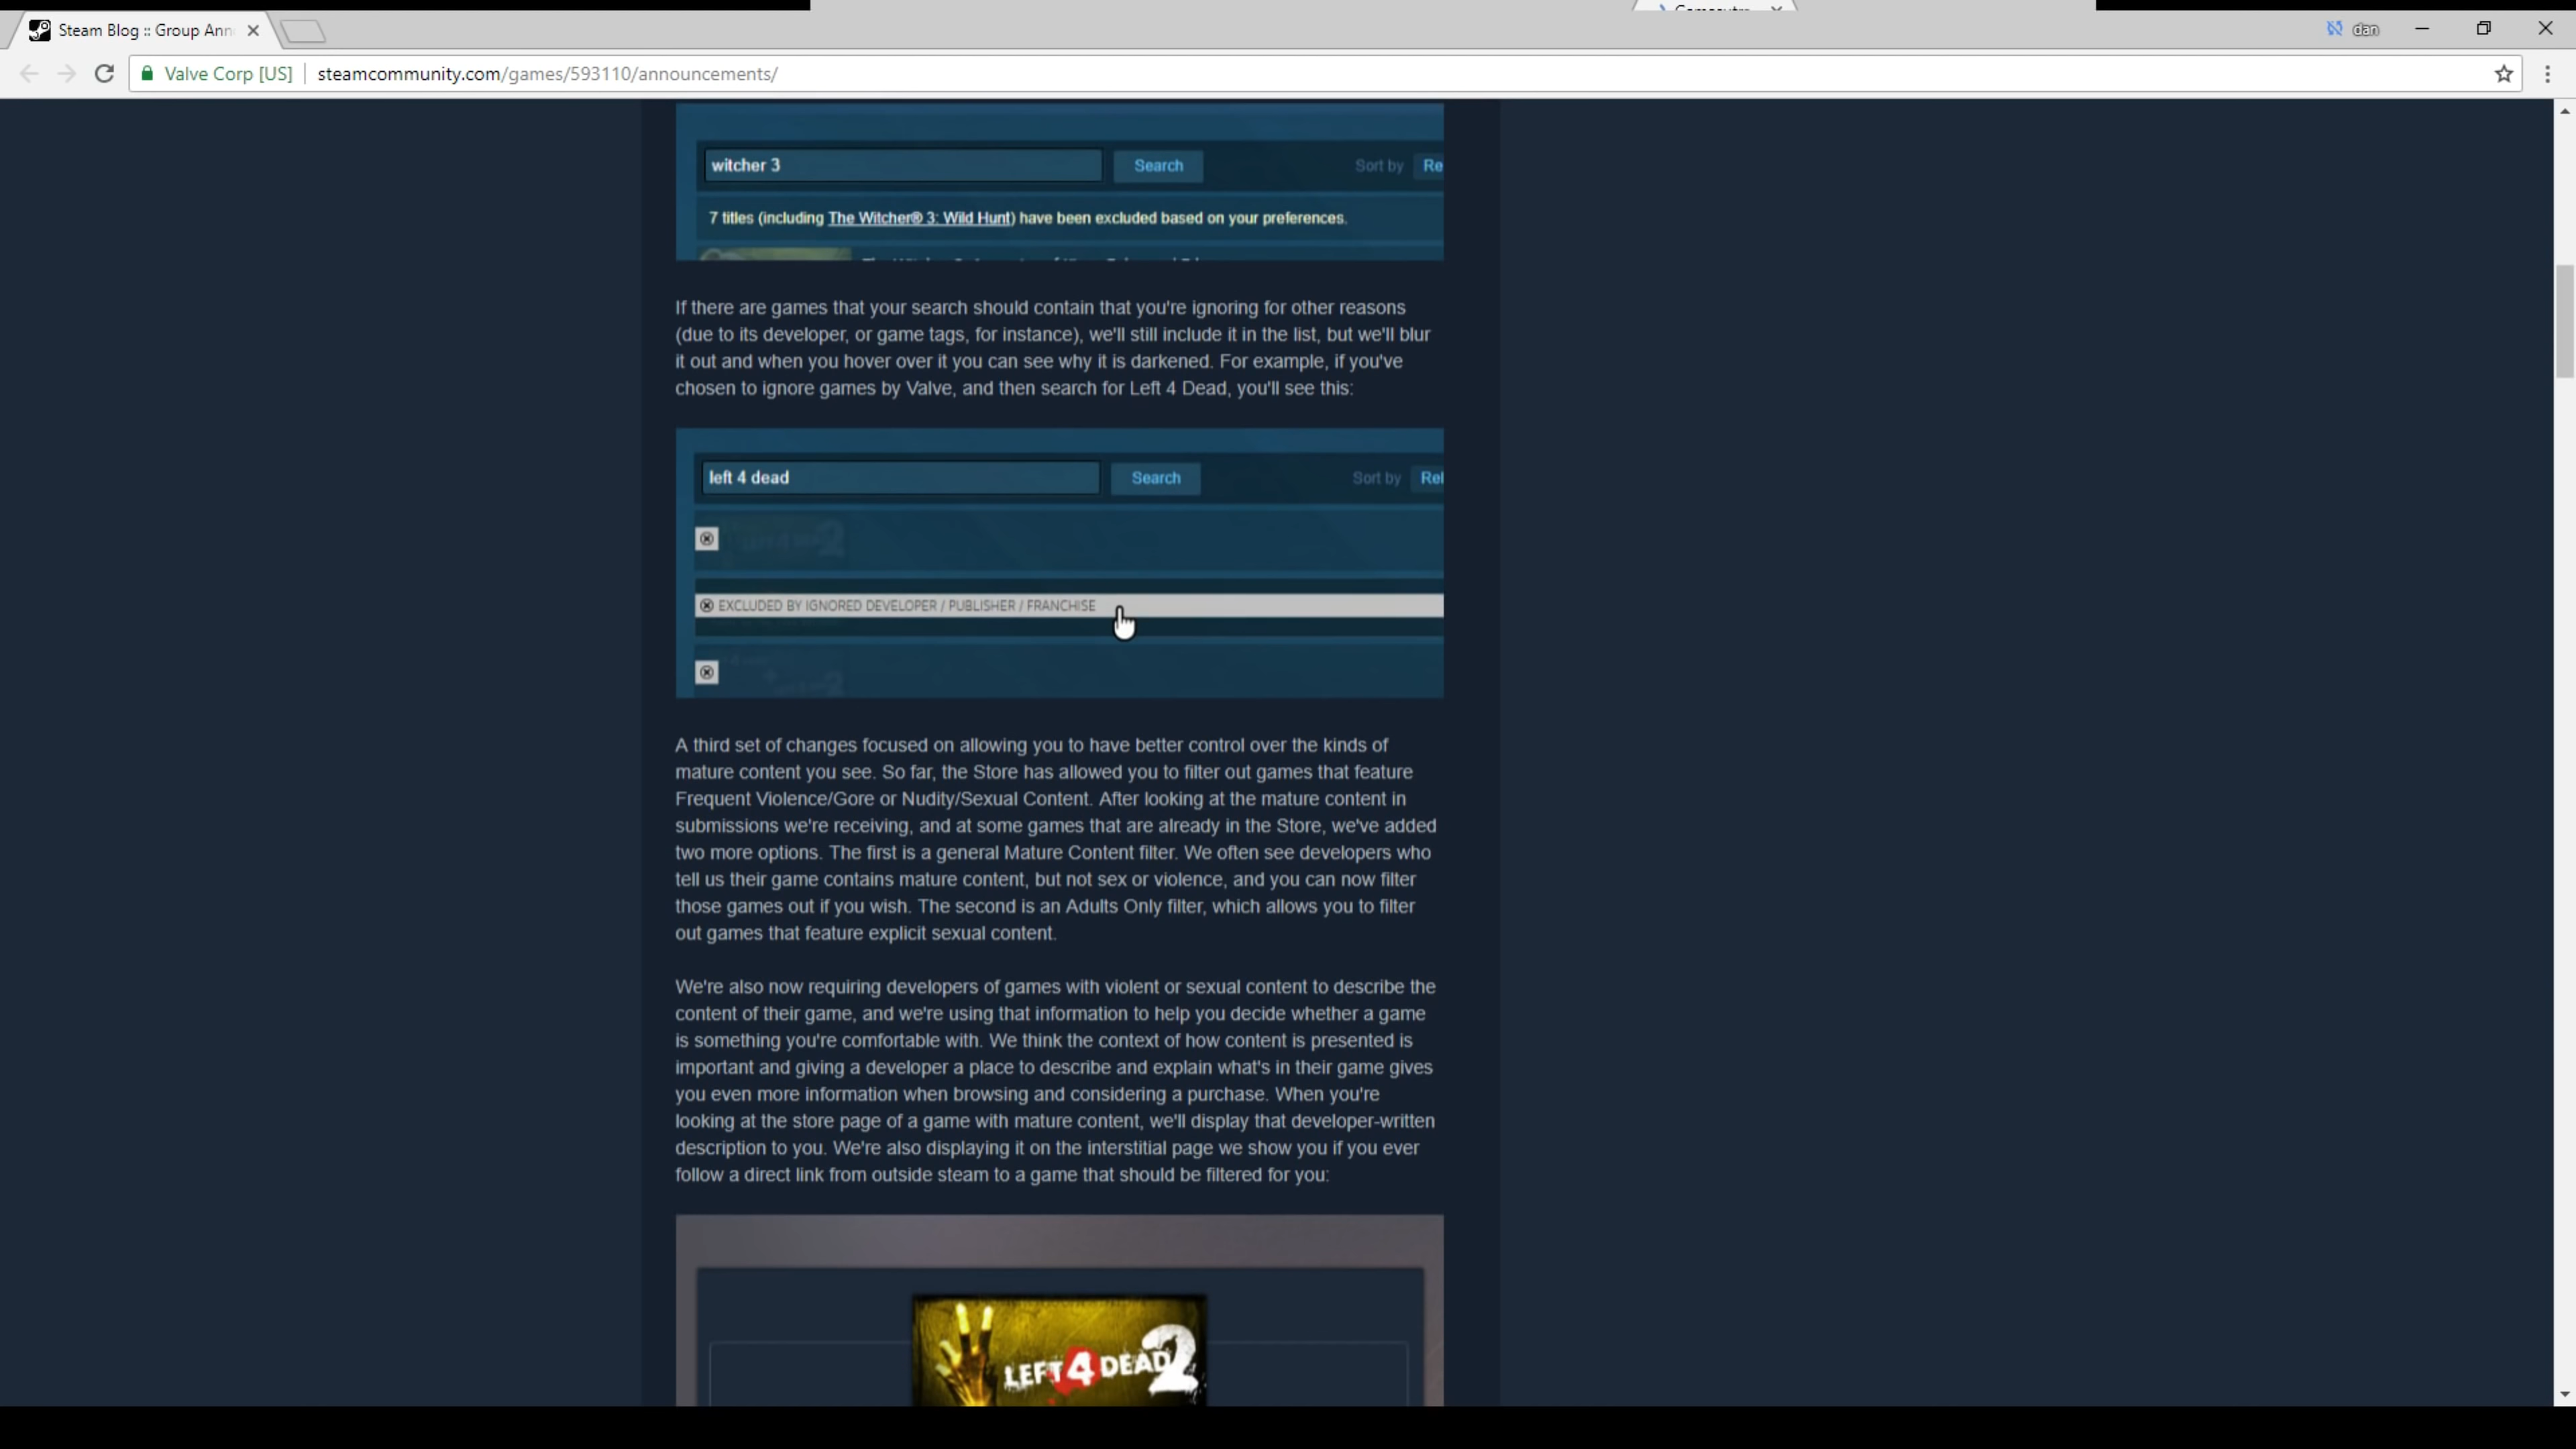 Steam Blog :: Group Ann
dan
Valve Corp [US] steamcommunity.com/games/593110/announcements/
witcher 3 Search Sort by Re
7 titles (including The Witcher® 3: Wild Hunt) have been excluded based on your preferences.
If there are games that your search should contain that you're ignoring for other reasons
(due to its developer, or game tags, for instance), we'll still include it in the list, but we'll blur
it out and when you hover over it you can see why it is darkened. For example, if you've
chosen to ignore games by Valve, and then search for Left 4 Dead, you'll see this:
left 4 dead Search Sort by Rel
EXCLUDED BY IGNORED DEVELOPER / PUBLISHER / FRANCHISE
A third set of changes focused on allowing you to have better control over the kinds of
mature content you see. So far, the Store has allowed you to filter out games that feature
Frequent Violence/Gore or Nudity/Sexual Content. After looking at the mature content in
submissions we're receiving, and at some games that are already in the Store, we've added
two more options. The first is a general Mature Content filter. We often see developers who
tell us their game contains mature content, but not sex or violence, and you can now filter
those games out if you wish. The second is an Adults Only filter, which allows you to filter
out games that feature explicit sexual content.
We're also now requiring developers of games with violent or sexual content to describe the
content of their game, and we're using that information to help you decide whether a game
is something you're comfortable with. We think the context of how content is presented is
important and giving a developer a place to describe and explain what's in their game gives
you even more information when browsing and considering a purchase. When you're
looking at the store page of a game with mature content, we'll display that developer-written
description to you. We're also displaying it on the interstitial page we show you if you ever
follow a direct link from outside steam to a game that should be filtered for you:
LEFT 4 DEAD 2